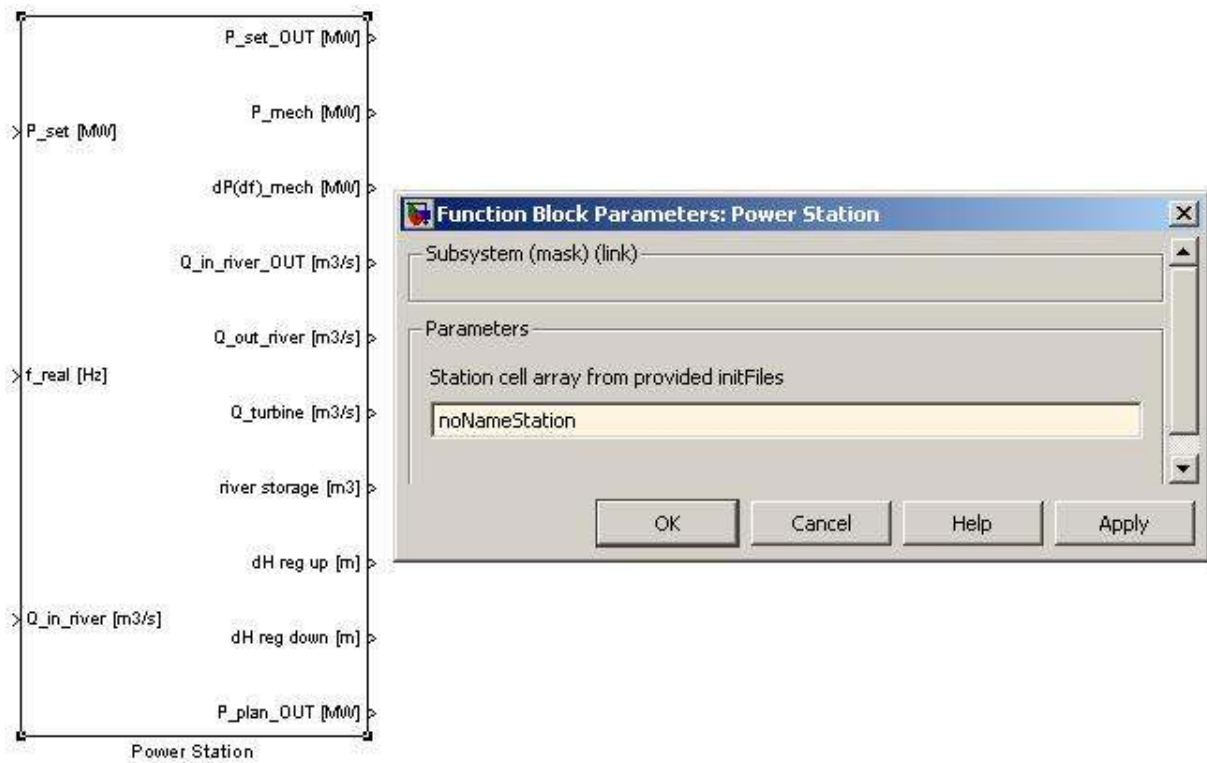 P_set_OUT [MW]
P_mech [MW]
P_set [MW]
dP(df)_mech [MW]
Q_in_river_OUT [m3/s]
Q_out_river [m3/s]
f_real [Hz]
Q_turbine [m3/s]
river storage [m3]
dH reg up [m]
Q_in_river [m3/s]
dH reg down [m]
P_plan_OUT [MW]
Power Station
Function Block Parameters: Power Station
Subsystem (mask) (link)
Parameters
Station cell array from provided initFiles
noNameStation
OK Cancel Help Apply